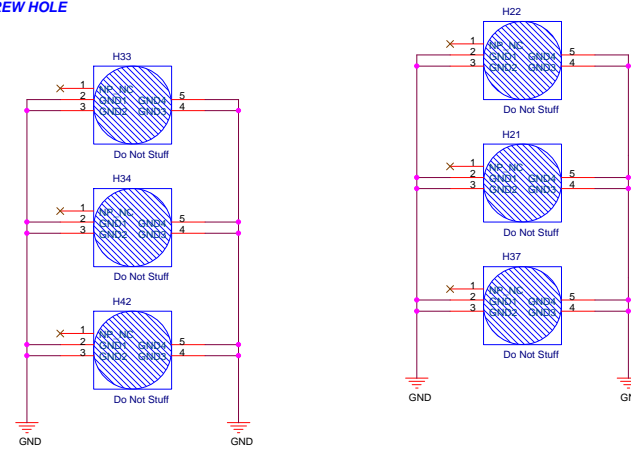 EW HOLE
H33
1 NP_NC
2 GND1 GND4 5
3 GND2 GND3 4
Do Not Stuff
H34
1 NP_NC
2 GND1 GND4 5
3 GND2 GND3 4
Do Not Stuff
H42
1 NP_NC
2 GND1 GND4 5
3 GND2 GND3 4
Do Not Stuff
GND GND
H22
1 NP_NC
2 GND1 GND4 5
3 GND2 GND3 4
Do Not Stuff
H21
1 NP_NC
2 GND1 GND4 5
3 GND2 GND3 4
Do Not Stuff
H37
1 NP_NC
2 GND1 GND4 5
3 GND2 GND3 4
Do Not Stuff
GND